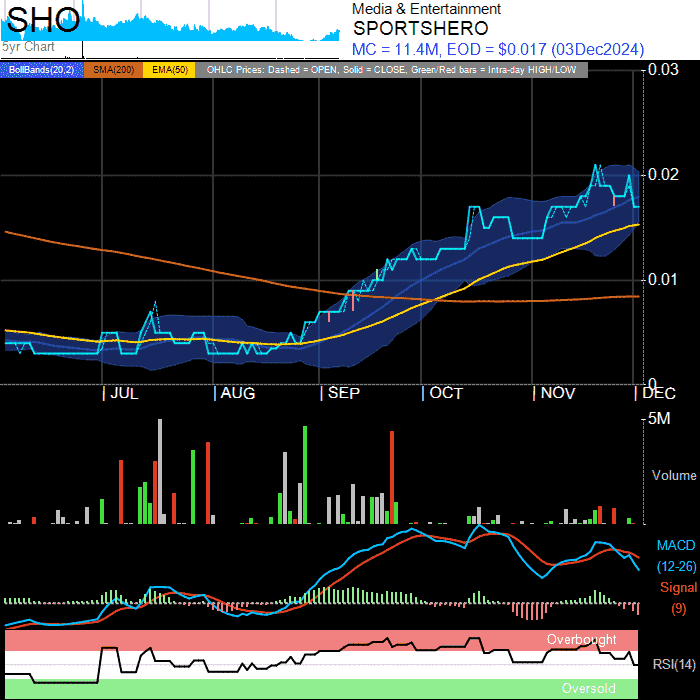 SHO
5yr Chart
Media & Entertainment
SPORTSHERO
MC = 11.4M, EOD = $0.017 (03Dec2024)
BollBands(20,2) SMA(200) EMA(50) OHLC Prices: Dashed = OPEN, Solid = CLOSE, Green/Red bars = Intra-day HIGH/LOW
0.03
0.02
0.01
0
| JUL | AUG | SEP | OCT | NOV | DEC
5M
Volume
MACD
(12-26)
Signal
(9)
Overbought
RSI(14)
Oversold